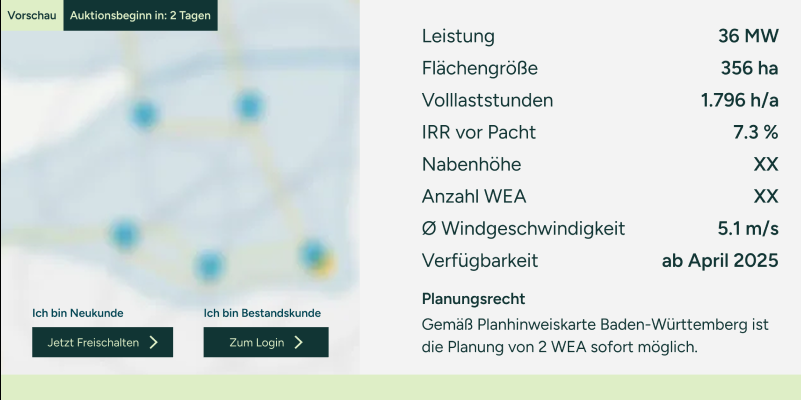 Vorschau Auktionsbeginn in: 2 Tagen
Leistung 36 MW
Flächengröße 356 ha
Volllaststunden 1.796 h/a
IRR vor Pacht 7.3 %
Nabenhöhe XX
Anzahl WEA XX
Ø Windgeschwindigkeit 5.1 m/s
Verfügbarkeit ab April 2025
Planungsrecht
Gemäß Planhinweiskarte Baden-Württemberg ist
die Planung von 2 WEA sofort möglich.
Ich bin Neukunde Ich bin Bestandskunde
Jetzt Freischalten Zum Login